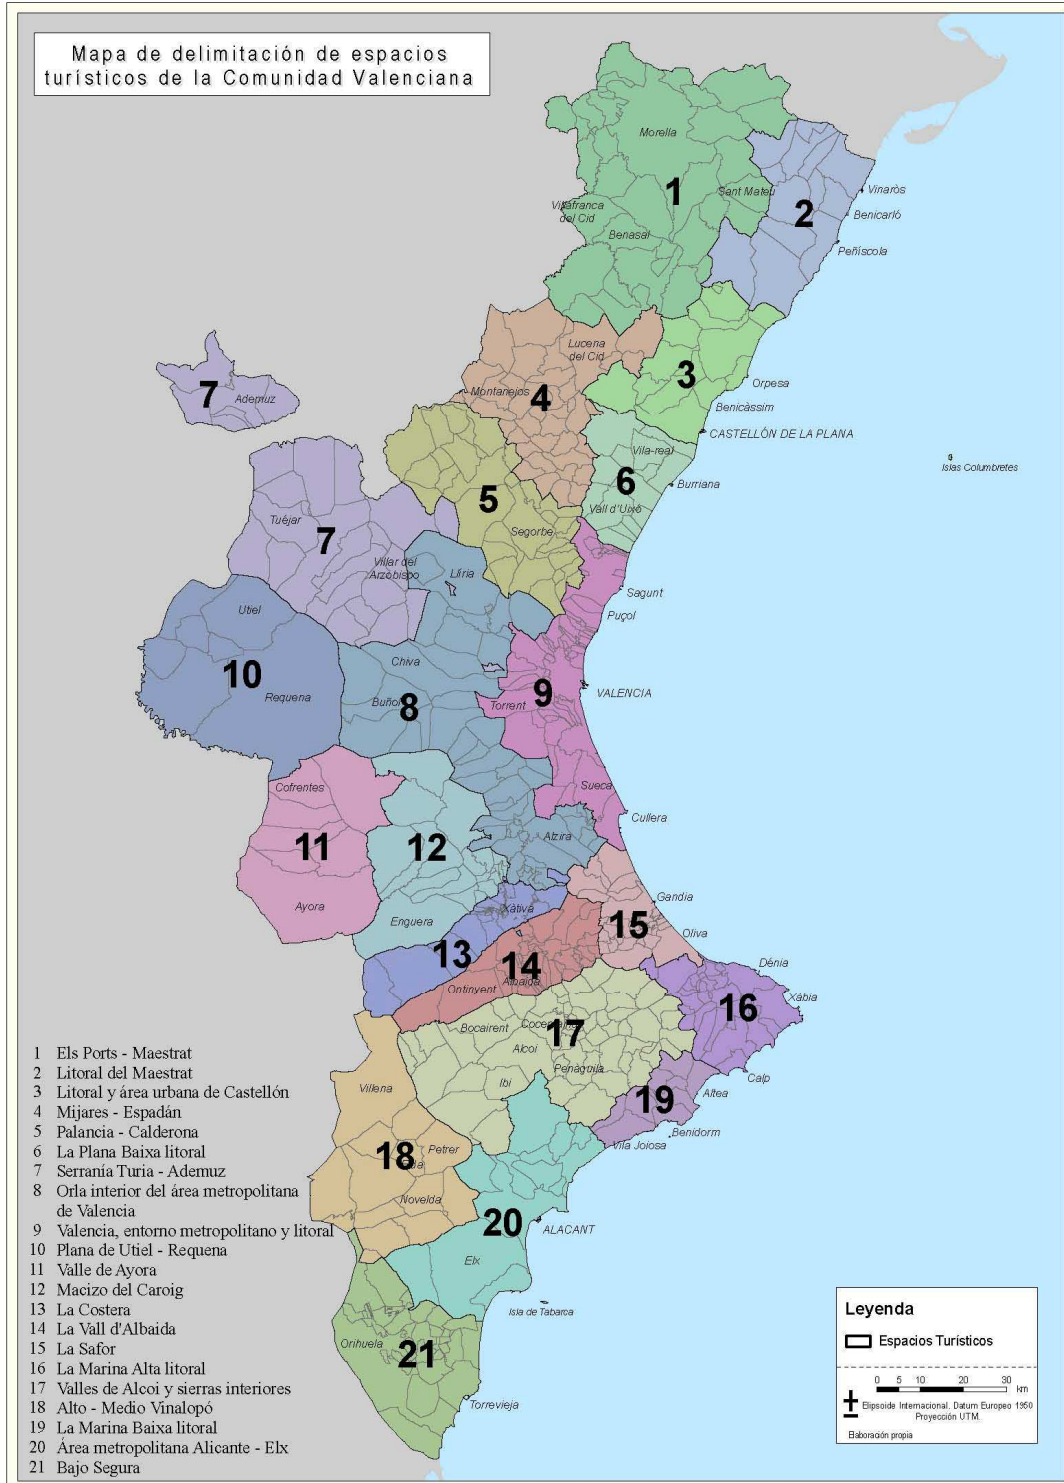 Mapa de delimitación de espacios
turísticos de la Comunidad Valenciana
Morella
1
Sant Mateu
2
Vinaròs
Benicarló
Vilafranca
del Cid
Benasal
Peñíscola
Lucena
del Cid
3
Orpesa
7
Ademuz
Montanejos
4
Benicàssim
CASTELLÓN DE LA PLANA
Vila-real
Islas Columbretes
6
Burriana
5
Vall d'Uixó
Tuéjar
7
Segorbe
Villar del
Arzobispo
Llíria
Sagunt
Utiel
Puçol
Chiva
10
Requena
Buñol
8
Torrent
9
VALENCIA
Cofrentes
Sueca
Cullera
11
12
Alzira
Ayora
Enguera
Xàtiva
Gandia
15
Oliva
13
14
Albaida
Ontinyent
Dénia
Xàbia
16
Bocairent
17
Alcoi
Penàguila
Ibi
Calp
Villena
19
Altea
Benidorm
Vila Joiosa
Petrer
18
Novelda
20
ALACANT
Elx
Isla de Tabarca
Orihuela
21
Torrevieja
1 Els Ports - Maestrat
2 Litoral del Maestrat
3 Litoral y área urbana de Castellón
4 Mijares - Espadán
5 Palancia - Calderona
6 La Plana Baixa litoral
7 Serranía Turia - Ademuz
8 Orla interior del área metropolitana
de Valencia
9 Valencia, entorno metropolitano y litoral
10 Plana de Utiel - Requena
11 Valle de Ayora
12 Macizo del Caroig
13 La Costera
14 La Vall d'Albaida
15 La Safor
16 La Marina Alta litoral
17 Valles de Alcoi y sierras interiores
18 Alto - Medio Vinalopó
19 La Marina Baixa litoral
20 Área metropolitana Alicante - Elx
21 Bajo Segura
Leyenda
Espacios Turísticos
0 5 10 20 30
km
Elipsoide Internacional. Datum Europeo 1950
Proyección UTM.
Elaboración propia